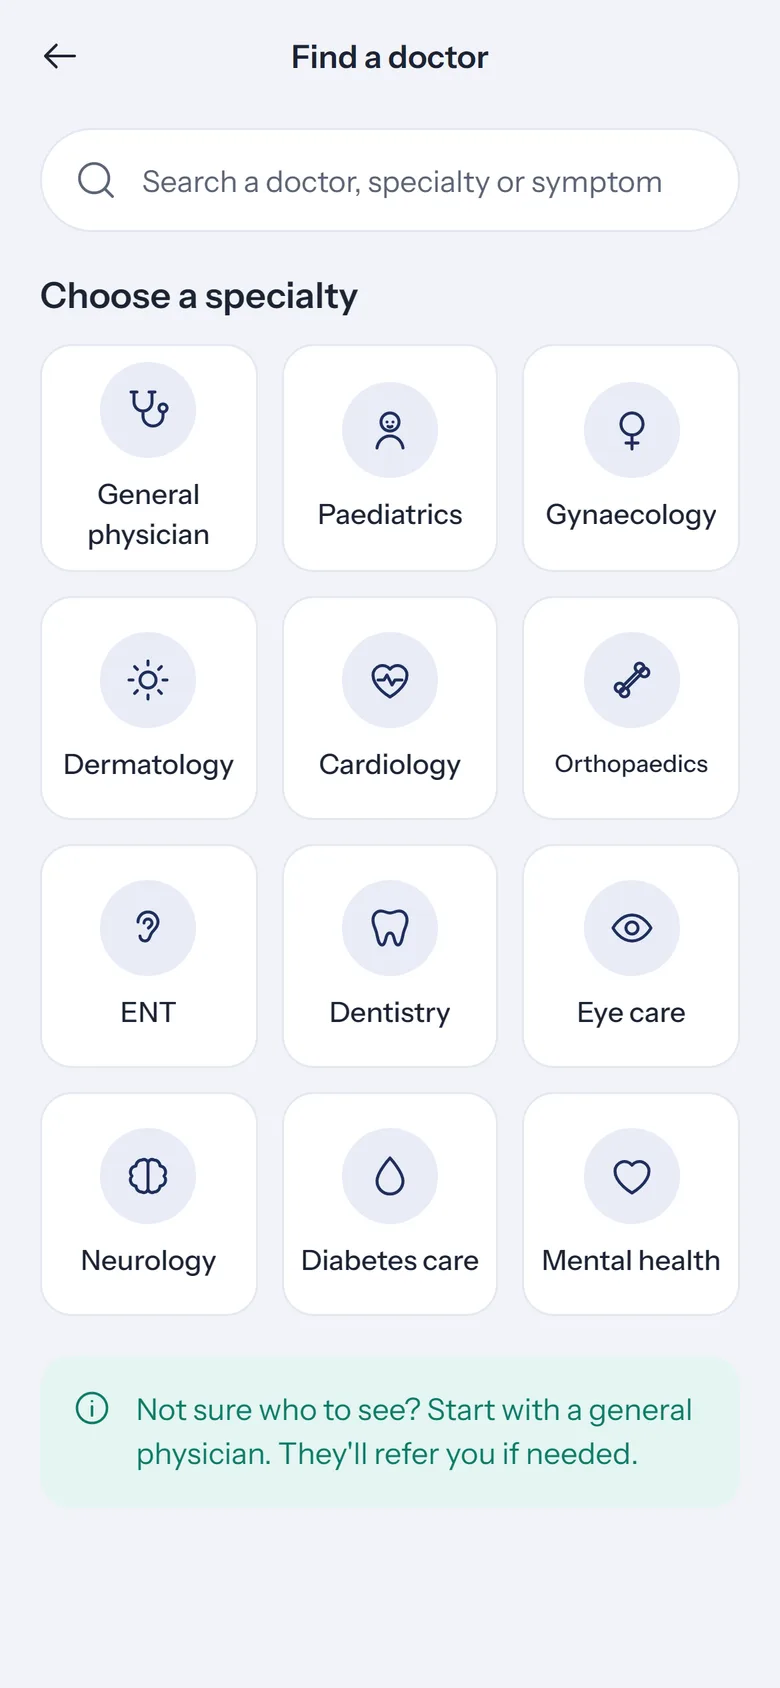 Find a doctor
Search a doctor, specialty or symptom
Choose a specialty
General
physician
Paediatrics
Gynaecology
Dermatology
Cardiology
Orthopaedics
ENT
Dentistry
Eye care
Neurology
Diabetes care
Mental health
Not sure who to see? Start with a general
physician. They'll refer you if needed.